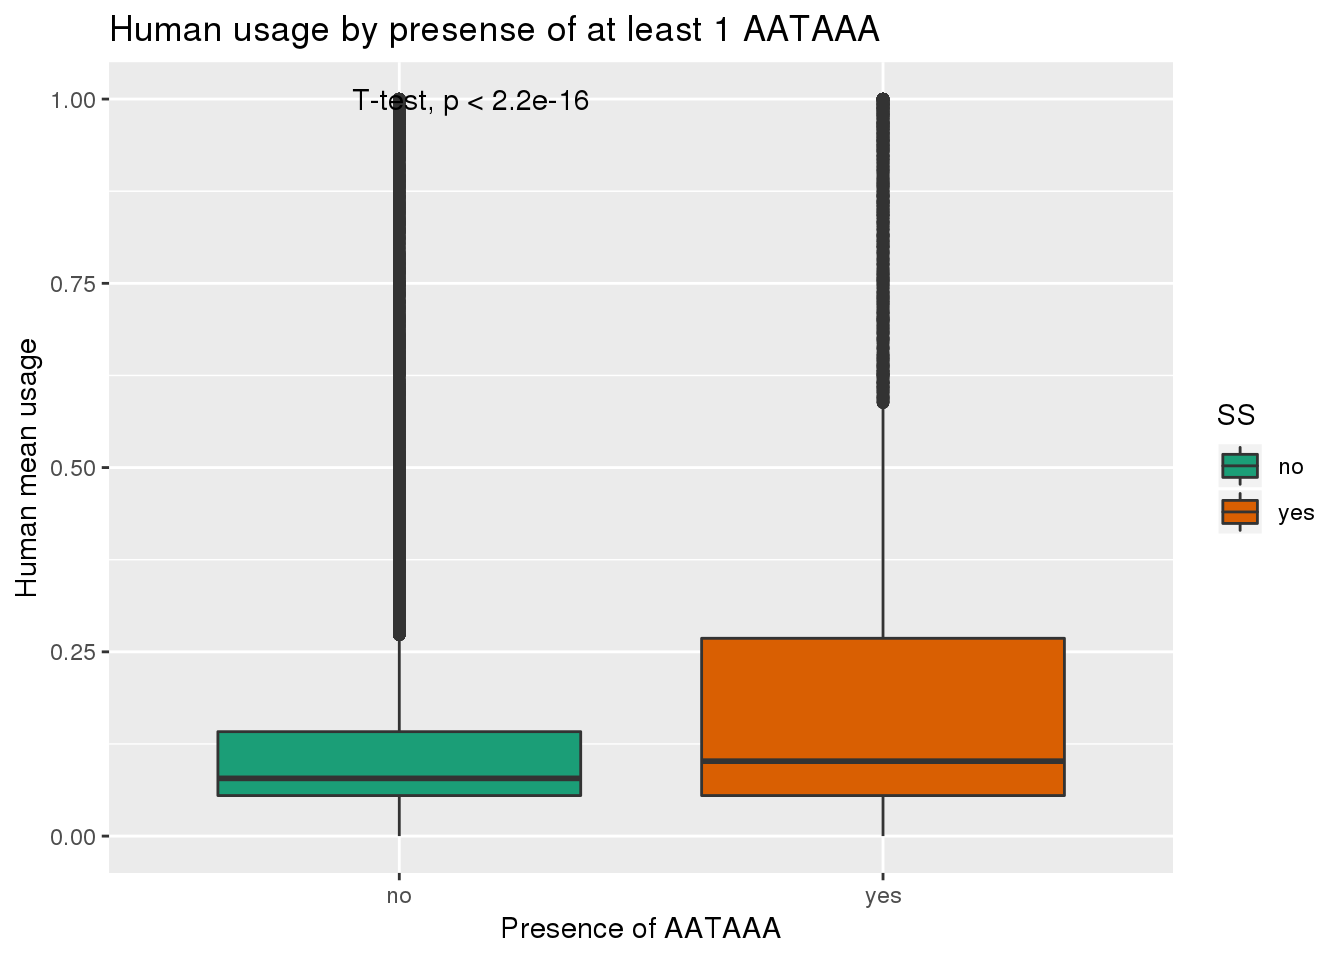 Human usage by presense of at least 1 AATAAA
T-test, p < 2.2e-16
1.00
0.75
0.50
0.25
0.00
Human mean usage
no
yes
Presence of AATAAA
SS
no
yes